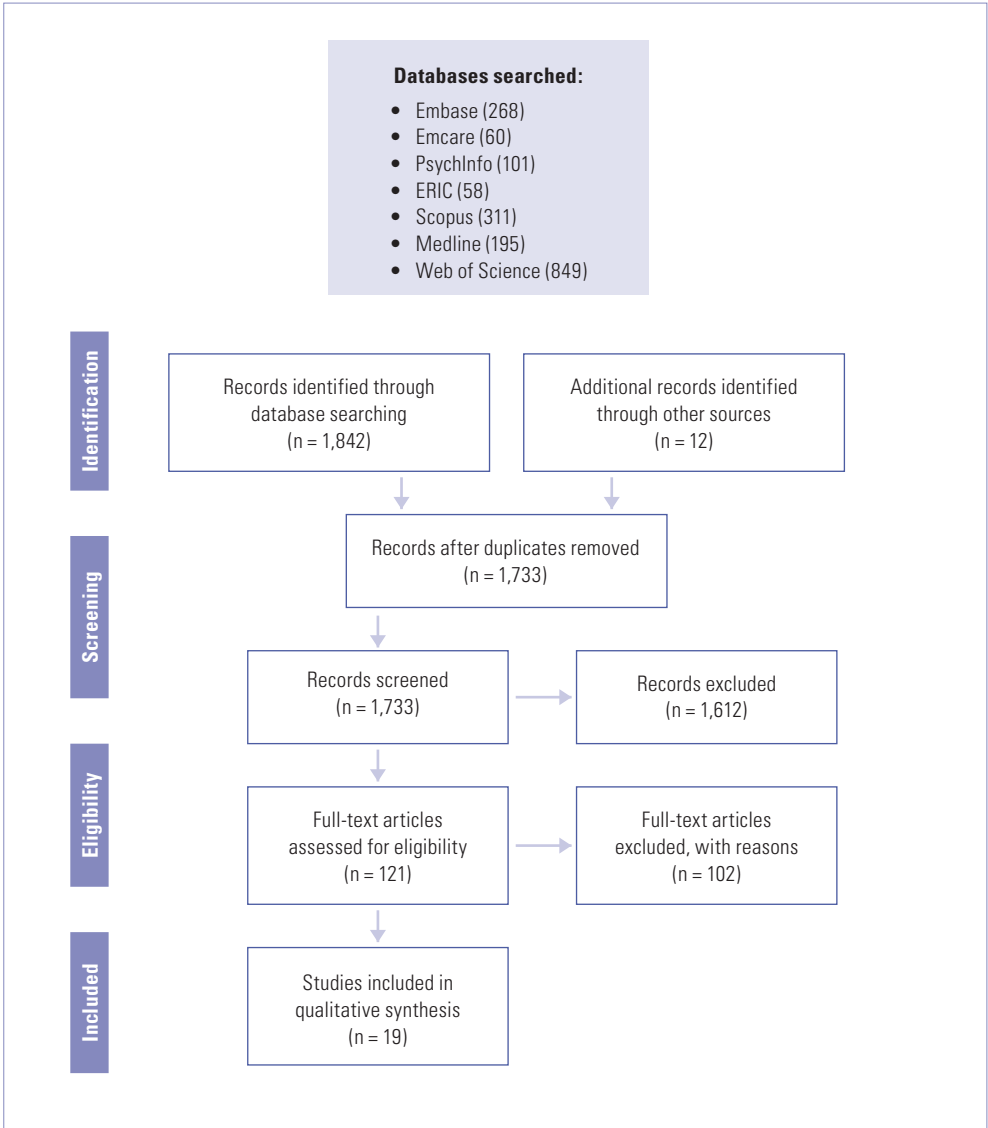 Databases searched:
• Embase (268)
• Emcare (60)
• PsychInfo (101)
• ERIC (58)
• Scopus (311)
• Medline (195)
• Web of Science (849)
Identification
Records identified through
database searching
(n = 1,842)
Additional records identified
through other sources
(n = 12)
Screening
Records after duplicates removed
(n = 1,733)
Records screened
(n = 1,733)
Records excluded
(n = 1,612)
Eligibility
Full-text articles
assessed for eligibility
(n = 121)
Full-text articles
excluded, with reasons
(n = 102)
Included
Studies included in
qualitative synthesis
(n = 19)